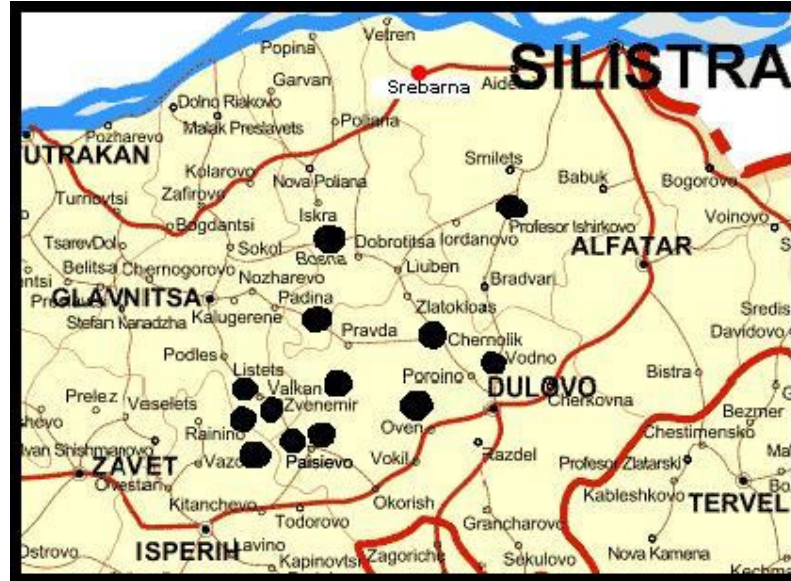 Vetren
Popina
SILISTRA
Garvan
Srebarna
Dolno Riakovo
Malak Preslavets
Poliana
Pozharevo
UTRAKAN
Smilets
Kolarovo
Nova Poliana
Babuk
Bogorovo
Zafirovo
Turnovtsi
Iskra
Profesor Ishirkovo
Voinovo
Bogdantsi
Iordanovo
TsarevDol
Sokol
Bosna
Dobrotitsa
ALFATAR
Belitsa
Chernogorovo
Nozharevo
Liuben
Bradvari
GLAVNITSA
Padina
Zlatoklas
Kalugerene
Stefan Karadzha
Sredis
Pravda
Chernolik
Davidovo
Podles
Vodno
Listets
Valkan
Poroino
Bistra
DULOVO
Prelez
Zvenemir
Cherkovna
Veselets
shevo
Bezmer
Rainino
Oven
Chestimensko
Ivan Shishmanovo
Paisievo
Vokil
Razdel
Profesor Zlatarski
ZAVET
Vazo
Kableshkovo
TERVEL
Kitanchevo
Okorish
Todorovo
Grancharovo
Ostrovo
ISPERIH
Lavino
Kapinovtsi
Zagoriche
Sekulovo
Nova Kamena
Kechm